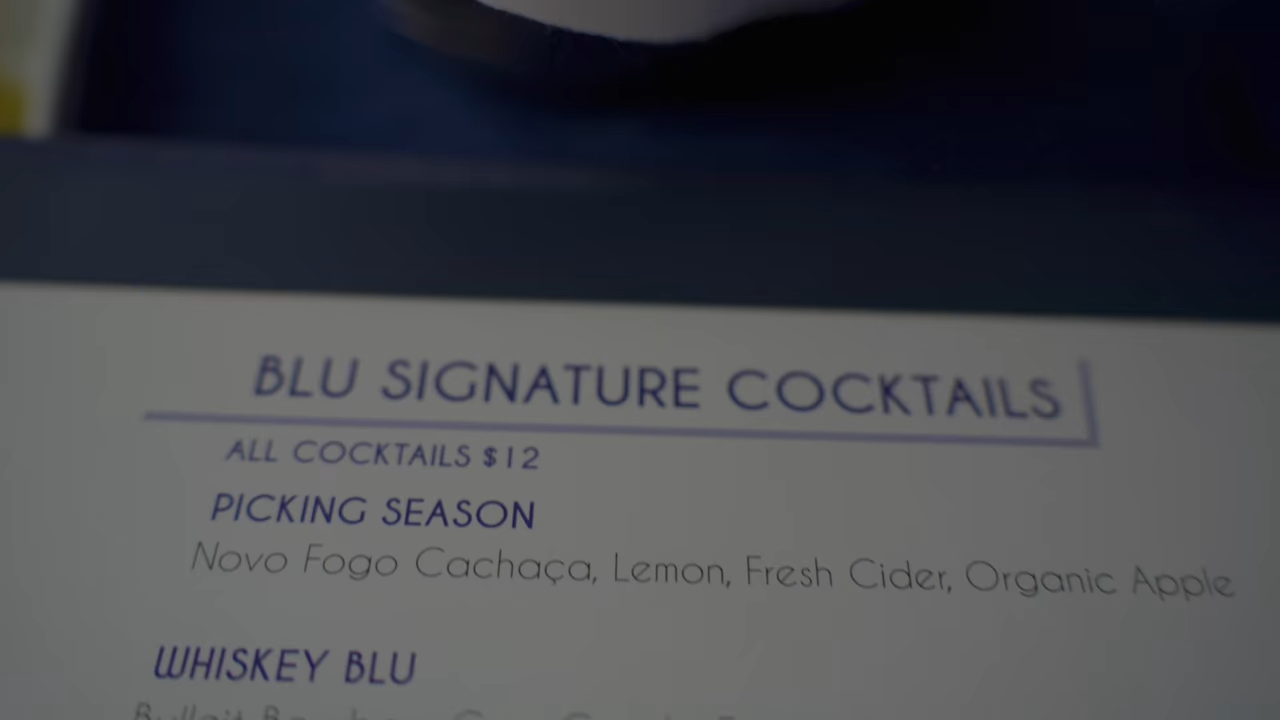 BLU SIGNATURE COCKTAILS
ALL COCKTAILS $12
PICKING SEASON
Novo Fogo Cachaça, Lemon, Fresh Cider, Organic Apple
WHISKEY BLU